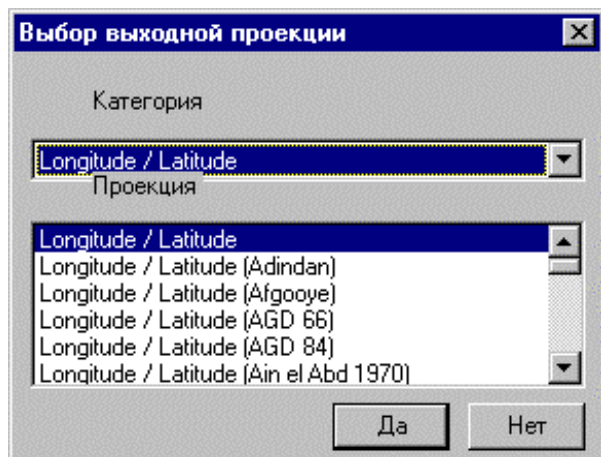 Выбор выходной проекции
Категория
Longitude / Latitude
Проекция
Longitude / Latitude
Longitude / Latitude (Adindan)
Longitude / Latitude (Afgooye)
Longitude / Latitude (AGD 66)
Longitude / Latitude (AGD 84)
Longitude / Latitude (Ain el Abd 1970)
Да Нет